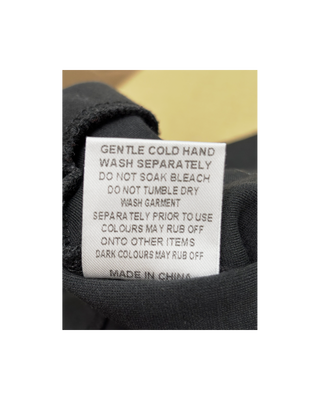 GENTLE COLD HAND
WASH SEPARATELY
DO NOT SOAK BLEACH
DO NOT TUMBLE DRY
WASH GARMENT
SEPARATELY PRIOR TO USE
COLOURS MAY RUB OFF
ONTO OTHER ITEMS
DARK COLOURS MAY RUB OFF
MADE IN CHINA